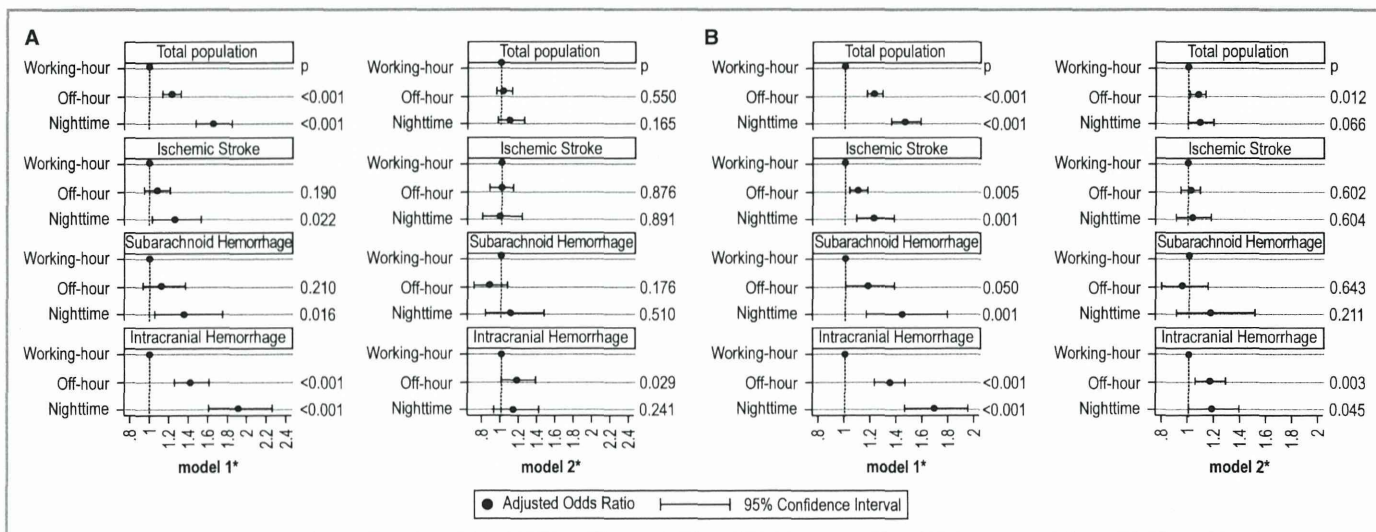 A
Total population
Working-hour p
Off-hour <0.001
Nighttime <0.001
Ischemic Stroke
Working-hour
Off-hour 0.190
Nighttime 0.022
Subarachnoid Hemorrhage
Working-hour
Off-hour 0.210
Nighttime 0.016
Intracranial Hemorrhage
Working-hour
Off-hour <0.001
Nighttime <0.001
.8 1 1.2 1.4 1.6 1.8 2 2.2 2.4
model 1*
Total population
Working-hour p
Off-hour 0.550
Nighttime 0.165
Ischemic Stroke
Working-hour
Off-hour 0.876
Nighttime 0.891
Subarachnoid Hemorrhage
Working-hour
Off-hour 0.176
Nighttime 0.510
Intracranial Hemorrhage
Working-hour
Off-hour 0.029
Nighttime 0.241
.8 1 1.2 1.4 1.6 1.8 2 2.2 2.4
model 2*
B
Total population
Working-hour p
Off-hour <0.001
Nighttime <0.001
Ischemic Stroke
Working-hour
Off-hour 0.005
Nighttime 0.001
Subarachnoid Hemorrhage
Working-hour
Off-hour 0.050
Nighttime 0.001
Intracranial Hemorrhage
Working-hour
Off-hour <0.001
Nighttime <0.001
.8 1 1.2 1.4 1.6 1.8 2
model 1*
Total population
Working-hour p
Off-hour 0.012
Nighttime 0.066
Ischemic Stroke
Working-hour
Off-hour 0.602
Nighttime 0.604
Subarachnoid Hemorrhage
Working-hour
Off-hour 0.643
Nighttime 0.211
Intracranial Hemorrhage
Working-hour
Off-hour 0.003
Nighttime 0.045
.8 1 1.2 1.4 1.6 1.8 2
model 2*
Adjusted Odds Ratio 95% Confidence Interval